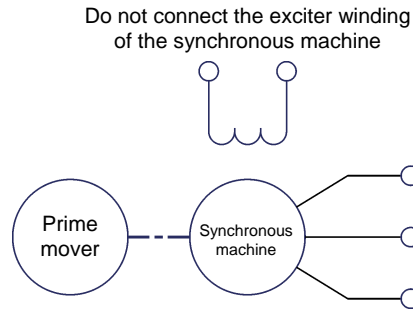 Do not connect the exciter winding
of the synchronous machine
Prime
mover
Synchronous
machine